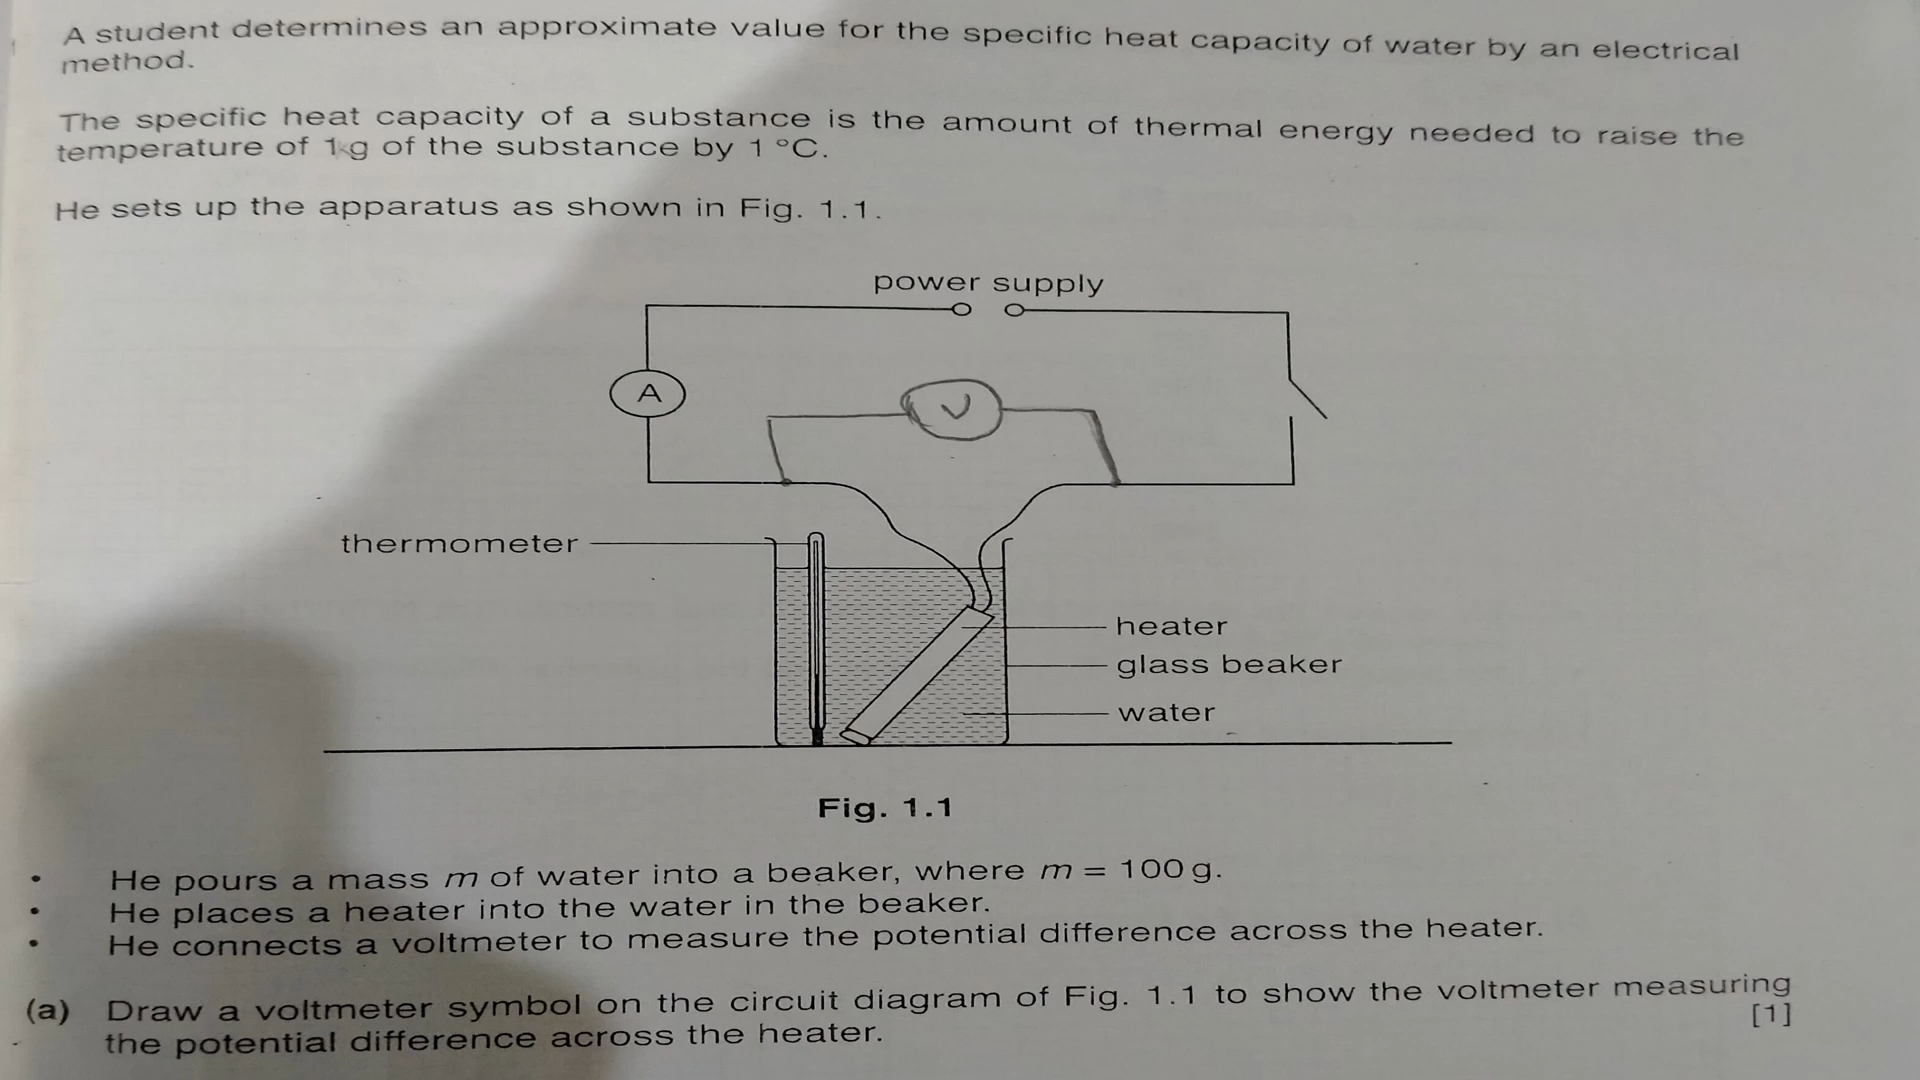 A student determines an approximate value for the specific heat capacity of water by an electrical
method.
The specific heat capacity of a substance is the amount of thermal energy needed to raise the
temperature of 1kg of the substance by 1 °C.
He sets up the apparatus as shown in Fig. 1.1.
power supply
A
V
thermometer
heater
glass beaker
water
Fig. 1.1
• He pours a mass m of water into a beaker, where m = 100 g.
• He places a heater into the water in the beaker.
• He connects a voltmeter to measure the potential difference across the heater.
(a) Draw a voltmeter symbol on the circuit diagram of Fig. 1.1 to show the voltmeter measuring
the potential difference across the heater. [1]